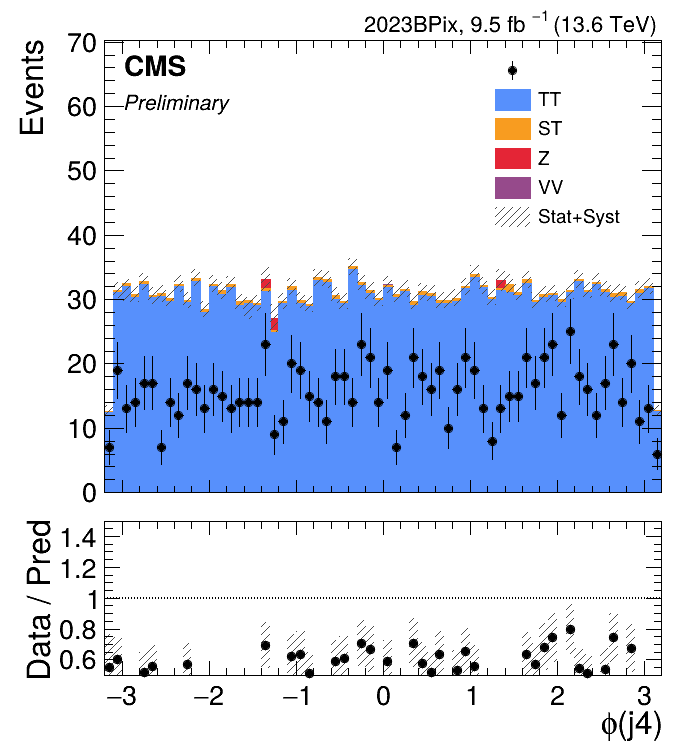 2023BPix, 9.5 fb⁻¹ (13.6 TeV)
CMS
Preliminary
Events
70
60
50
40
30
20
10
0
TT
ST
Z
VV
Stat+Syst
Data / Pred
1.4
1.2
1
0.8
0.6
−3 −2 −1 0 1 2 3
ϕ(j4)